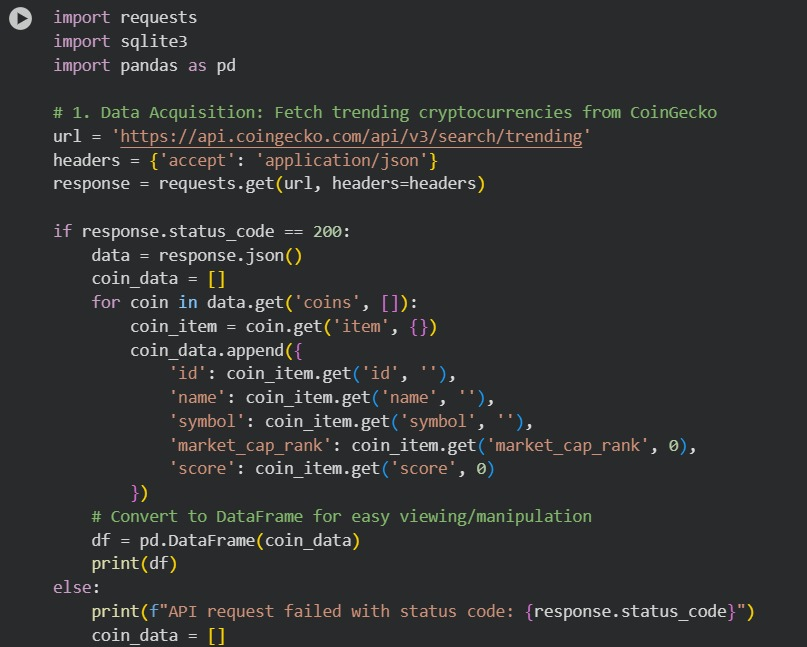 import requests
import sqlite3
import pandas as pd

# 1. Data Acquisition: Fetch trending cryptocurrencies from CoinGecko
url = 'https://api.coingecko.com/api/v3/search/trending'
headers = {'accept': 'application/json'}
response = requests.get(url, headers=headers)

if response.status_code == 200:
    data = response.json()
    coin_data = []
    for coin in data.get('coins', []):
        coin_item = coin.get('item', {})
        coin_data.append({
            'id': coin_item.get('id', ''),
            'name': coin_item.get('name', ''),
            'symbol': coin_item.get('symbol', ''),
            'market_cap_rank': coin_item.get('market_cap_rank', 0),
            'score': coin_item.get('score', 0)
        })
    # Convert to DataFrame for easy viewing/manipulation
    df = pd.DataFrame(coin_data)
    print(df)
else:
    print(f"API request failed with status code: {response.status_code}")
    coin_data = []